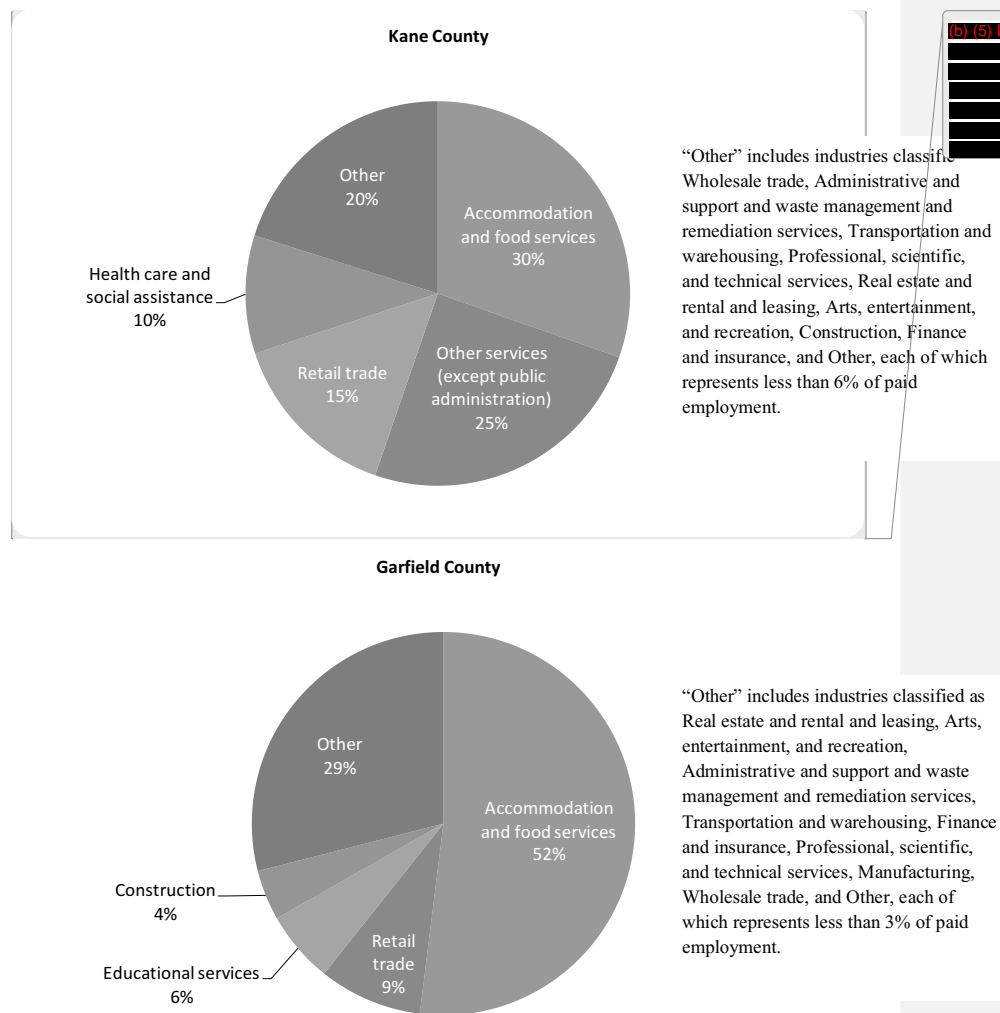 Kane County
(b) (5)
Other
20%
Accommodation
and food services
30%
Health care and
social assistance
10%
Retail trade
15%
Other services
(except public
administration)
25%
“Other” includes industries
Wholesale trade, Administrative and
support and waste management and
remediation services, Transportation and
warehousing, Professional, scientific,
and technical services, Real estate and
rental and leasing, Arts, entertainment,
and recreation, Construction, Finance
and insurance, and Other, each of which
represents less than 6% of paid
employment.
Garfield County
Other
29%
Accommodation
and food services
52%
Construction
4%
Educational services
6%
Retail
trade
9%
“Other” includes industries classified as
Real estate and rental and leasing, Arts,
entertainment, and recreation,
Administrative and support and waste
management and remediation services,
Transportation and warehousing, Finance
and insurance, Professional, scientific,
and technical services, Manufacturing,
Wholesale trade, and Other, each of
which represents less than 3% of paid
employment.